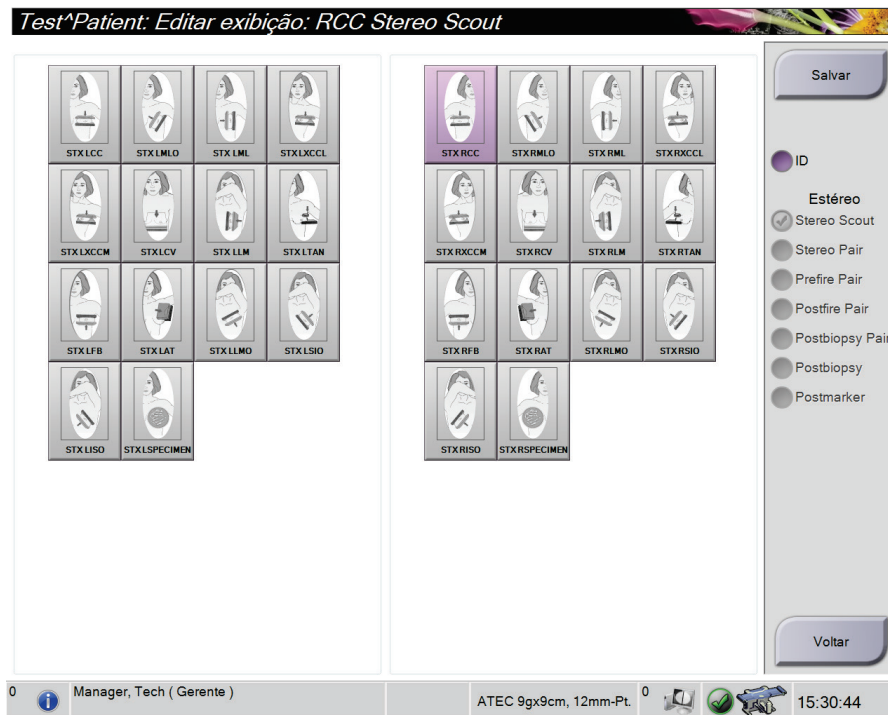 Test^Patient: Editar exibição: RCC Stereo Scout
STX LCC STX LMLO STX LML STX LXCCL
STX LXCCM STX LCV STX LLM STX LTAN
STX LFB STX LAT STX LLMO STX LSIO
STX LISO STX LSPECIMEN
STX RCC STX RMLO STX RML STX RXCCL
STX RXCCM STX RCV STX RLM STX RTAN
STX RFB STX RAT STX RLMO STX RSIO
STX RISO STX RSPECIMEN
Salvar
ID
Estéreo
Stereo Scout
Stereo Pair
Prefire Pair
Postfire Pair
Postbiopsy Pair
Postbiopsy
Postmarker
Voltar
0 Manager, Tech ( Gerente ) ATEC 9gx9cm, 12mm-Pt. 0 15:30:44